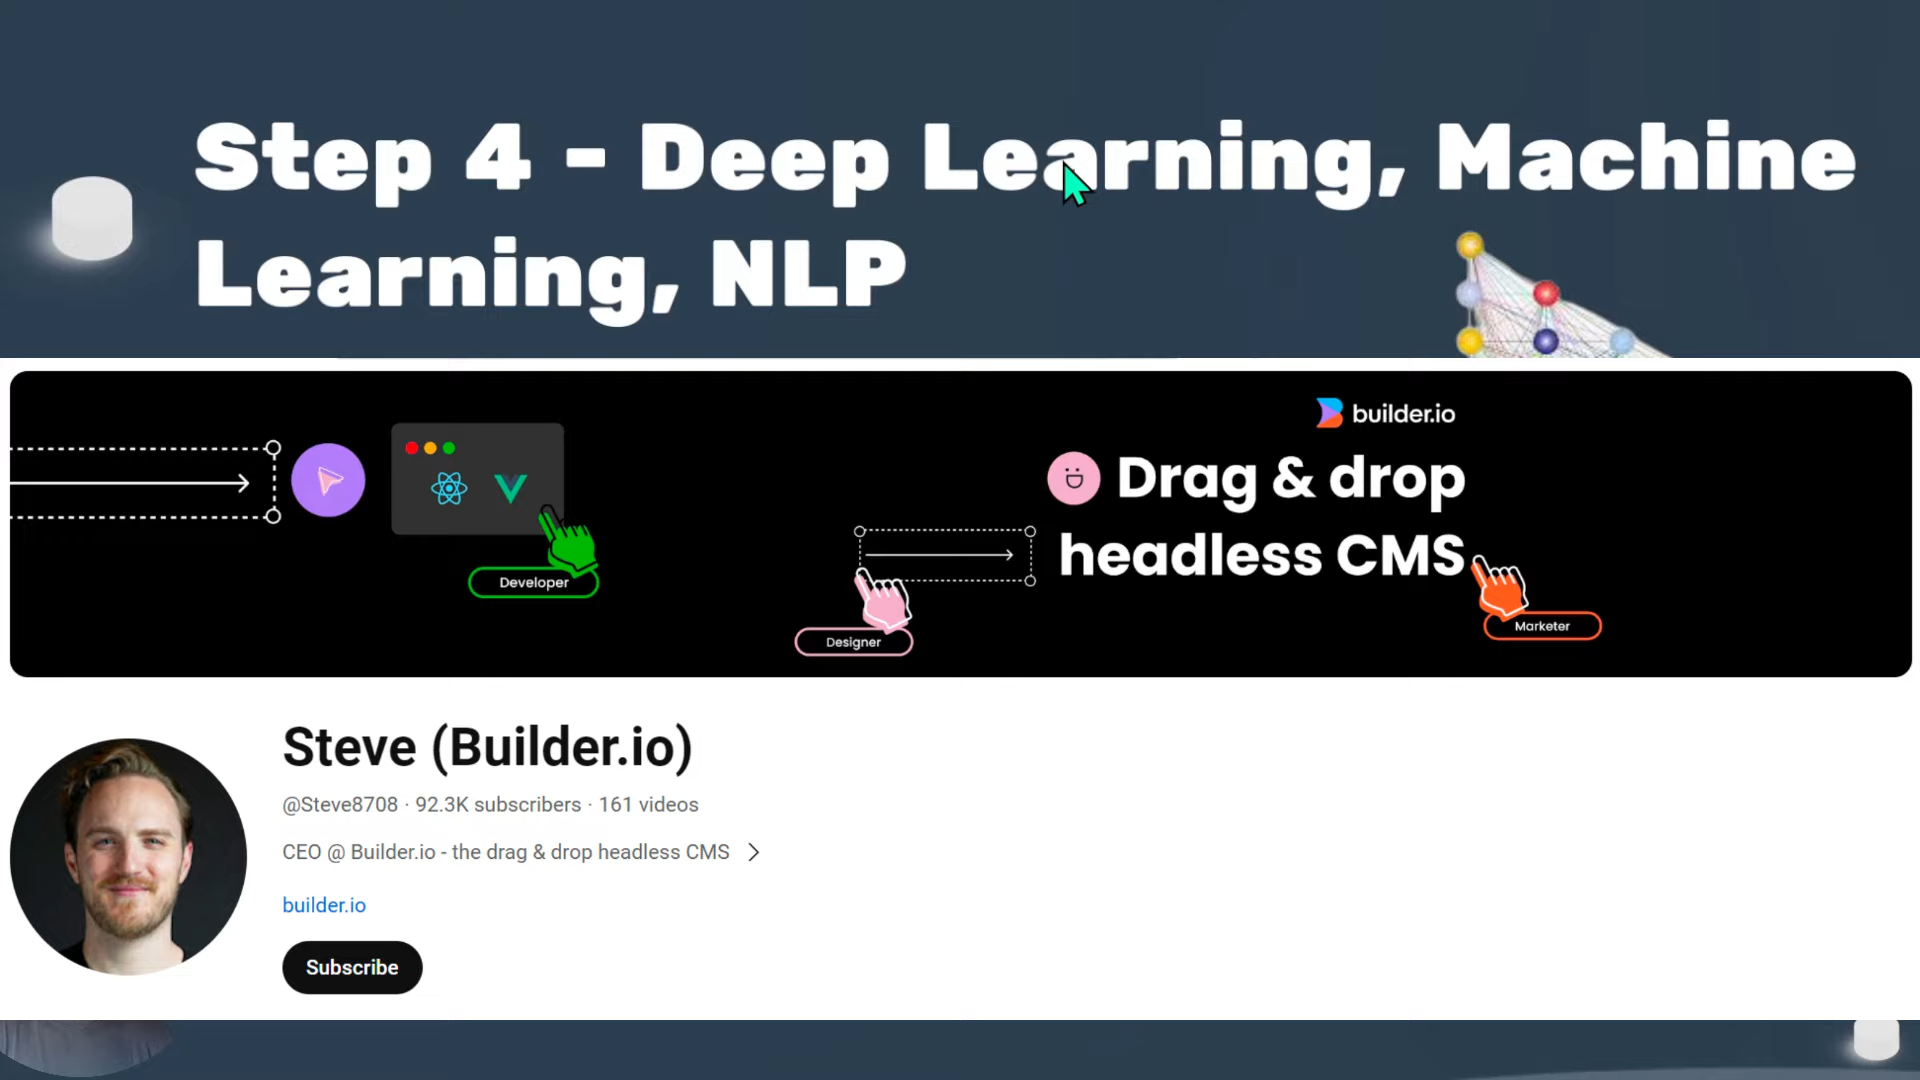 Step 4 - Deep Learning, Machine
Learning, NLP
builder.io
Drag & drop
headless CMS
Developer
Designer
Marketer
Steve (Builder.io)
@Steve8708 · 92.3K subscribers · 161 videos
CEO @ Builder.io - the drag & drop headless CMS
builder.io
Subscribe